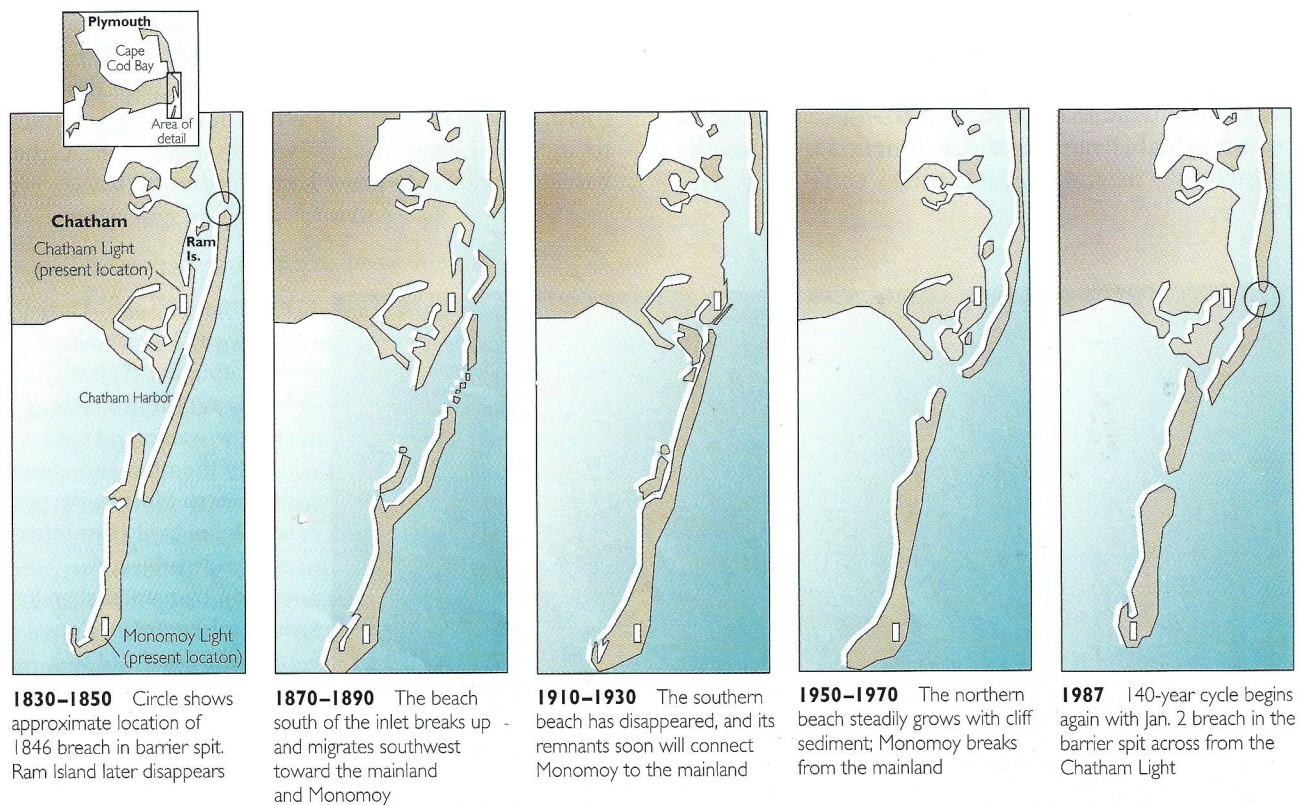 Plymouth
Cape
Cod Bay
Area of
detail
Chatham
Chatham Light
(present locaton)
Ram
Is.
Chatham Harbor
Monomoy Light
(present locaton)
1830–1850 Circle shows
approximate location of
1846 breach in barrier spit.
Ram Island later disappears
1870–1890 The beach
south of the inlet breaks up
and migrates southwest
toward the mainland
and Monomoy
1910–1930 The southern
beach has disappeared, and its
remnants soon will connect
Monomoy to the mainland
1950–1970 The northern
beach steadily grows with cliff
sediment; Monomoy breaks
from the mainland
1987 140-year cycle begins
again with Jan. 2 breach in the
barrier spit across from the
Chatham Light